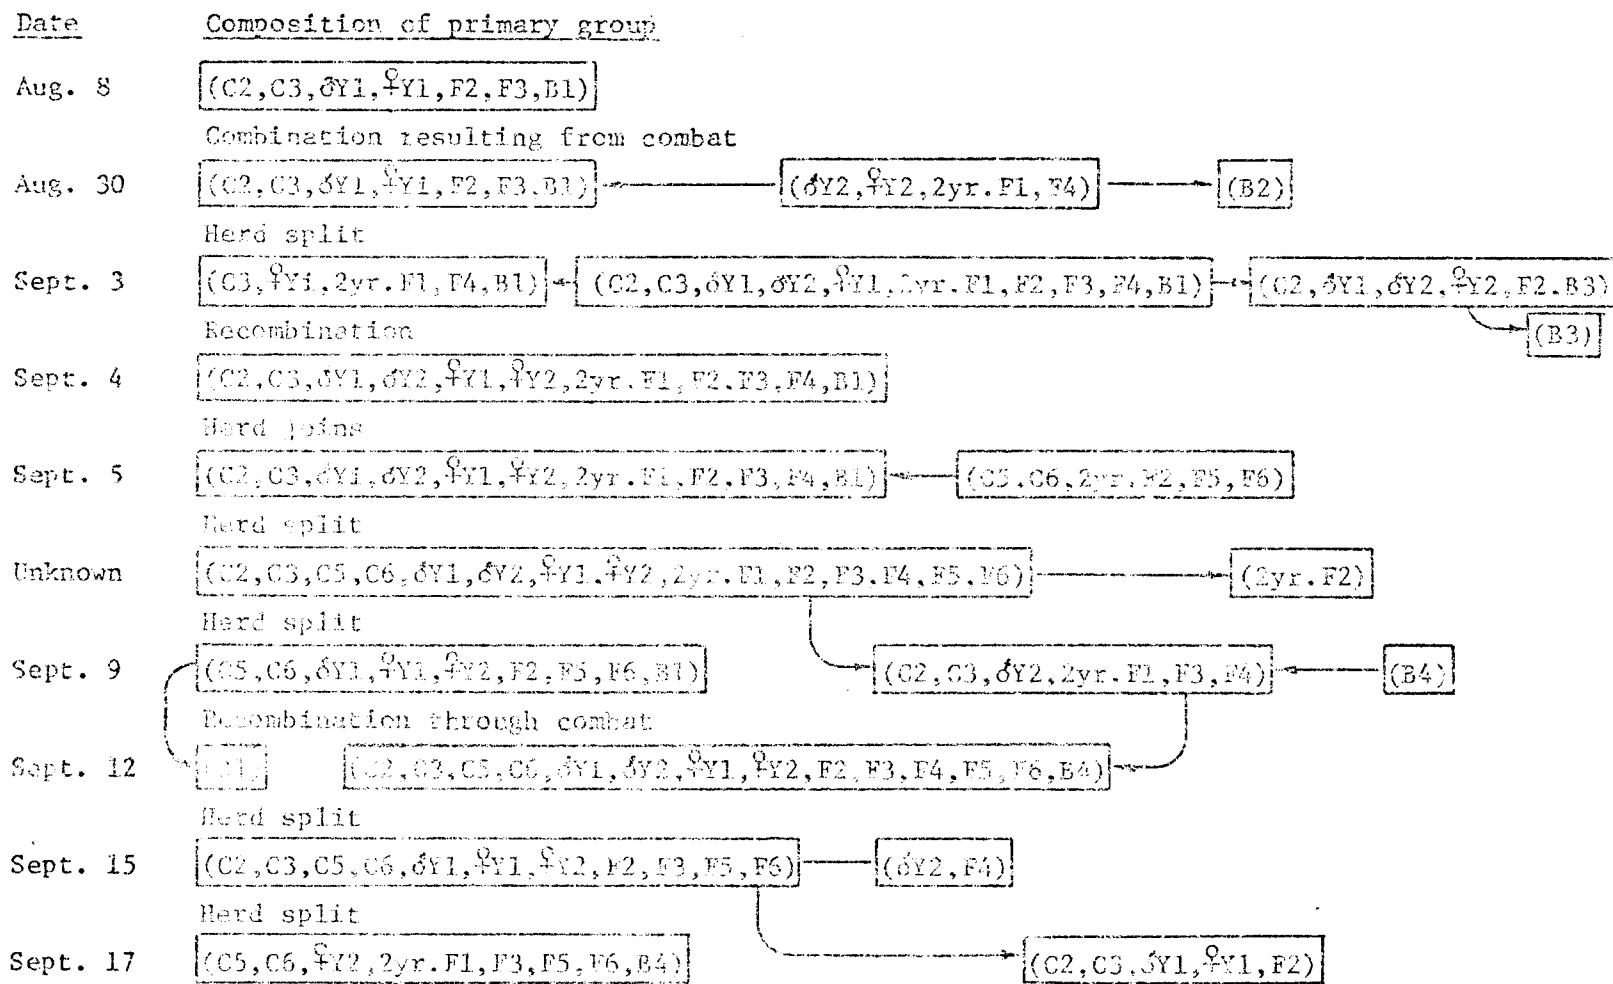 Date Composition of primary group
Aug. 8 (C2,C3,♂Y1,♀Y1,F2,F3,B1)
Combination resulting from combat
Aug. 30 (C2,C3,♂Y1,♀Y1,F2,F3.B1) (♂Y2,♀Y2,2yr.F1,F4) (B2)
Herd split
Sept. 3 (C3,♀Y1,2yr.F1,F4,B1) (C2,C3,♂Y1,♂Y2,♀Y1,2yr.F1,F2,F3,F4,B1) (C2,♂Y1,♂Y2,♀Y2,F2.B3)
(B3)
Recombination
Sept. 4 (C2,C3,♂Y1,♂Y2,♀Y1,♀Y2,2yr.F1,F2.F3,F4,B1)
Herd joins
Sept. 5 (C2,C3,♂Y1,♂Y2,♀Y1,♀Y2,2yr.F1,F2,F3,F4,B1) (C5.C6,2yr.F2,F5,F6)
Herd split
Unknown (C2,C3,C5,C6,♂Y1,♂Y2,♀Y1.♀Y2,2yr.F1,F2,F3.F4,F5.F6) (2yr.F2)
Herd split
Sept. 9 (C5,C6,♂Y1,♀Y1,♀Y2,F2,F5,F6,B1) (C2,C3,♂Y2,2yr.F1,F3,F4) (B4)
Recombination through combat
Sept. 12 (B1) (C2,C3,C5,C6,♂Y1,♂Y2,♀Y1,♀Y2,F2,F3,F4,F5,F6,B4)
Herd split
Sept. 15 (C2,C3,C5,C6,♂Y1,♀Y1,♀Y2,F2,F3,F5,F6) (♂Y2,F4)
Herd split
Sept. 17 (C5,C6,♀Y2,2yr.F1,F3,F5,F6,B4) (C2,C3,♂Y1,♀Y1,F2)